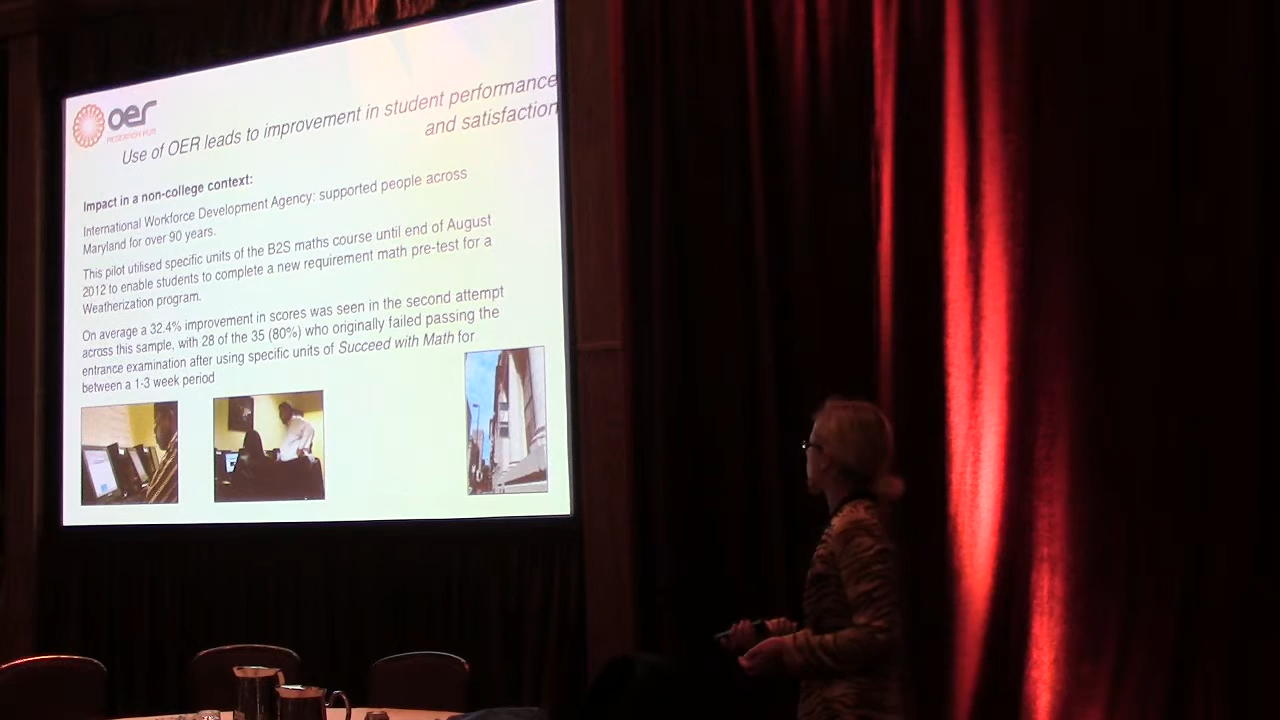 oer
RESEARCH HUB
Use of OER leads to improvement in student performance
and satisfaction
Impact in a non-college context:
International Workforce Development Agency: supported people across
Maryland for over 90 years.
This pilot utilised specific units of the B2S maths course until end of August
2012 to enable students to complete a new requirement math pre-test for a
Weatherization program.
On average a 32.4% improvement in scores was seen in the second attempt
across this sample, with 28 of the 35 (80%) who originally failed passing the
entrance examination after using specific units of Succeed with Math for
between a 1-3 week period